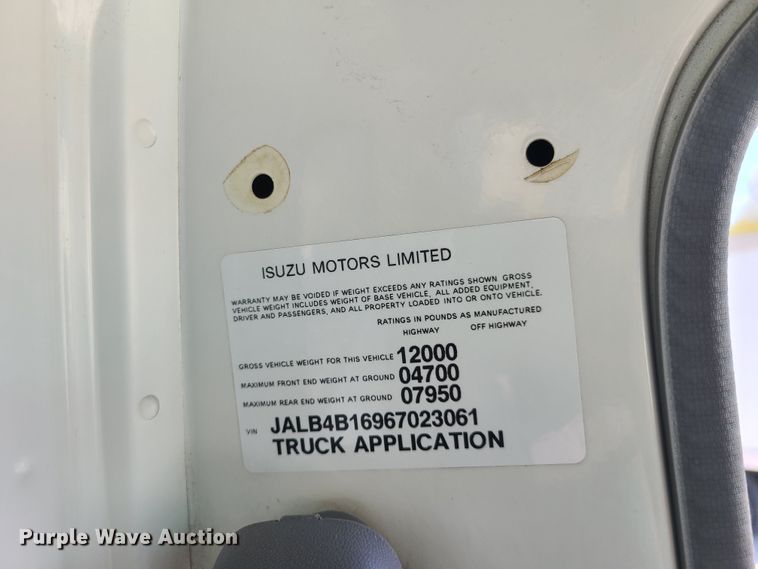 ISUZU MOTORS LIMITED
WARRANTY MAY BE VOIDED IF WEIGHT EXCEEDS ANY RATINGS SHOWN. GROSS
VEHICLE WEIGHT INCLUDES WEIGHT OF BASE VEHICLE, ALL ADDED EQUIPMENT,
DRIVER AND PASSENGERS, AND ALL PROPERTY LOADED INTO OR ONTO VEHICLE.
RATINGS IN POUNDS AS MANUFACTURED
HIGHWAY OFF HIGHWAY
GROSS VEHICLE WEIGHT FOR THIS VEHICLE 12000
MAXIMUM FRONT END WEIGHT AT GROUND 04700
MAXIMUM REAR END WEIGHT AT GROUND 07950
VIN JALB4B16967023061
TRUCK APPLICATION
Purple Wave Auction